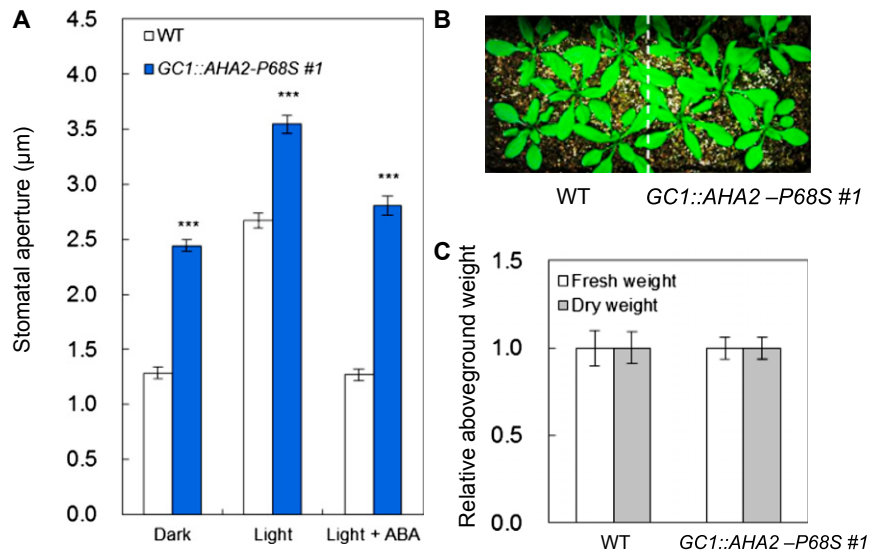 A
Stomatal aperture (μm)
4.5
4.0
3.5
3.0
2.5
2.0
1.5
1.0
0.5
0.0
WT
GC1::AHA2-P68S #1
***
***
***
Dark Light Light + ABA
B
WT GC1::AHA2 –P68S #1
C
Relative aboveground weight
1.5
1.0
0.5
0.0
Fresh weight
Dry weight
WT GC1::AHA2 –P68S #1